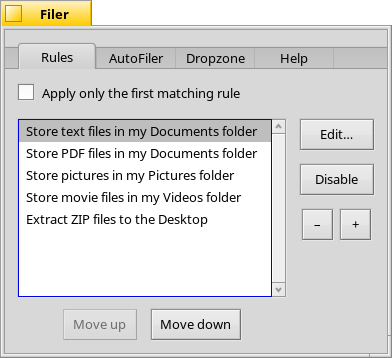 Filer
Rules AutoFiler Dropzone Help
Apply only the first matching rule
Store text files in my Documents folder
Store PDF files in my Documents folder
Store pictures in my Pictures folder
Store movie files in my Videos folder
Extract ZIP files to the Desktop
Edit...
Disable
– +
Move up Move down